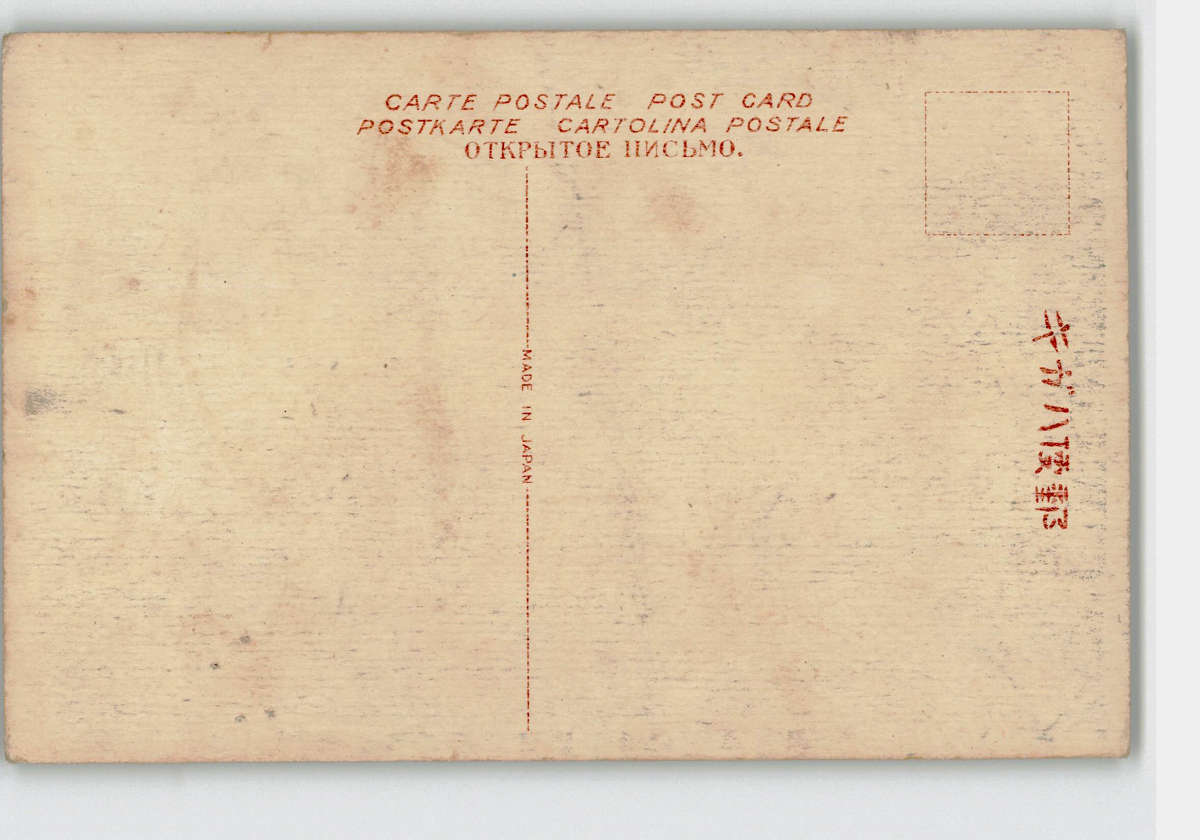 CARTE POSTALE POST CARD
POSTKARTE CARTOLINA POSTALE
ОТКРЫТОЕ ПИСЬМО.
MADE IN JAPAN
郵便ハガキ